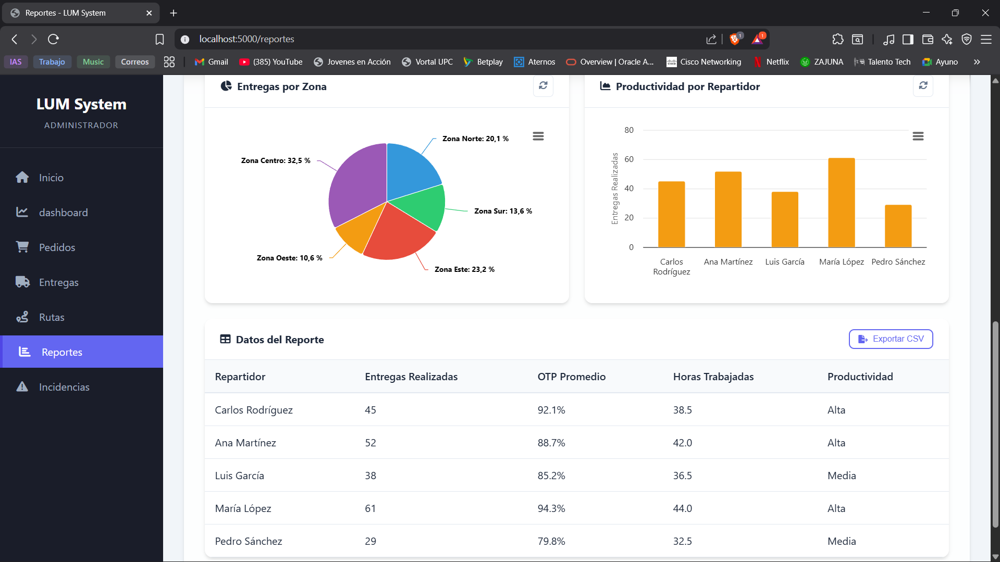 Reportes - LUM System
localhost:5000/reportes
1
1
IAS
Trabajo
Music
Correos
Gmail
(385) YouTube
Jovenes en Acción
Vortal UPC
Betplay
Aternos
Overview | Oracle A...
Cisco Networking
Netflix
ZAJUNA
Talento Tech
Ayuno
LUM System
ADMINISTRADOR
Inicio
dashboard
Pedidos
Entregas
Rutas
Reportes
Incidencias
Entregas por Zona
Zona Norte: 20,1 %
Zona Centro: 32,5 %
Zona Sur: 13,6 %
Zona Oeste: 10,6 %
Zona Este: 23,2 %
Productividad por Repartidor
Entregas Realizadas
80
60
40
20
0
Carlos
Rodríguez
Ana Martínez
Luis García
María López
Pedro Sánchez
Datos del Reporte
Exportar CSV
Repartidor Entregas Realizadas OTP Promedio Horas Trabajadas Productividad
Carlos Rodríguez 45 92.1% 38.5 Alta
Ana Martínez 52 88.7% 42.0 Alta
Luis García 38 85.2% 36.5 Media
María López 61 94.3% 44.0 Alta
Pedro Sánchez 29 79.8% 32.5 Media